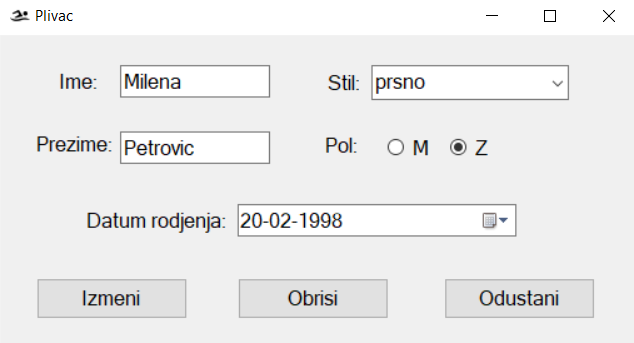 Plivac
Ime: Milena Stil: prsno
Prezime: Petrovic Pol: M Z
Datum rodjenja: 20-02-1998
Izmeni Obrisi Odustani